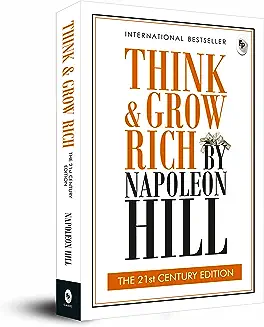 INTERNATIONAL BESTSELLER
THINK
& GROW
RICH BY
NAPOLEON
HILL
THE 21st CENTURY EDITION
THINK & GROW RICH
THE 21ST CENTURY
EDITION
NAPOLEON HILL